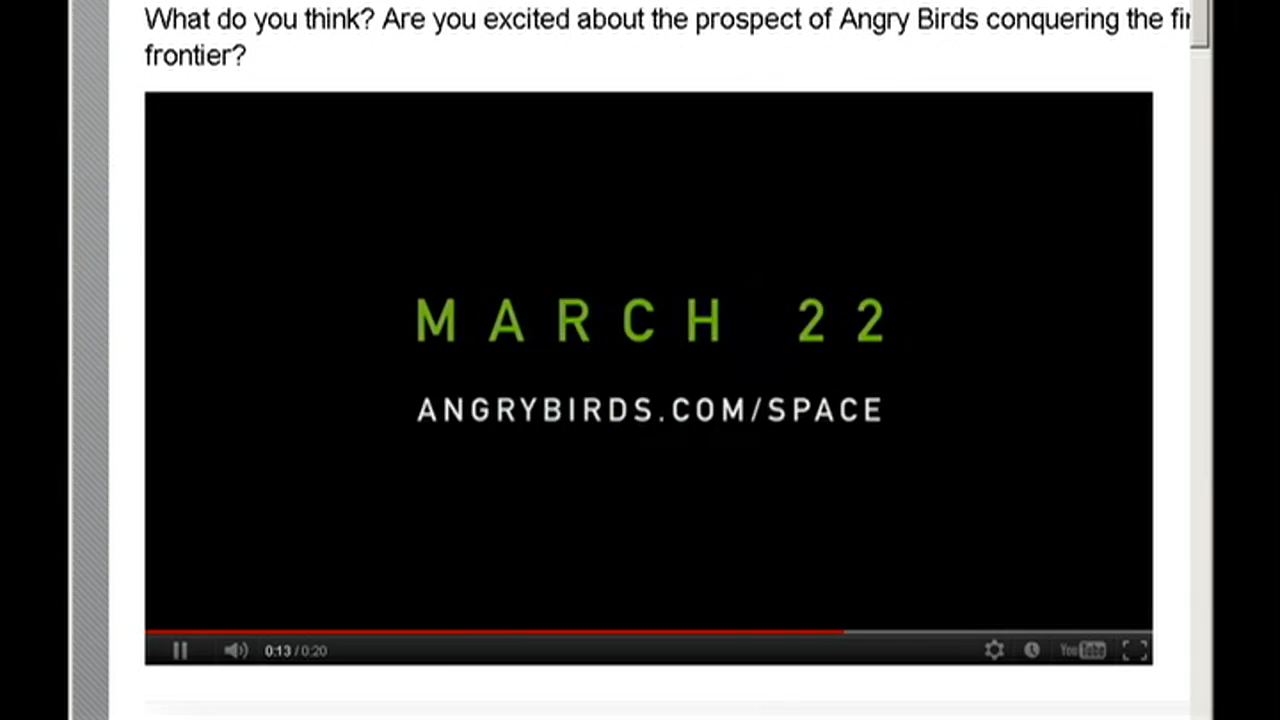 What do you think? Are you excited about the prospect of Angry Birds conquering the
frontier?
MARCH 22
ANGRYBIRDS.COM/SPACE
0:13 / 0:20
YouTube